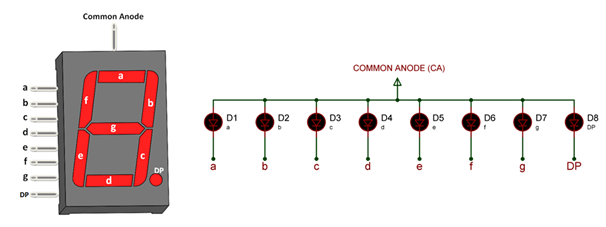 Common Anode
a
b
c
d
e
f
g
DP
a
f
b
g
e
c
d
DP
COMMON ANODE (CA)
D1
a
D2
b
D3
c
D4
d
D5
e
D6
f
D7
g
D8
DP
a b c d e f g DP